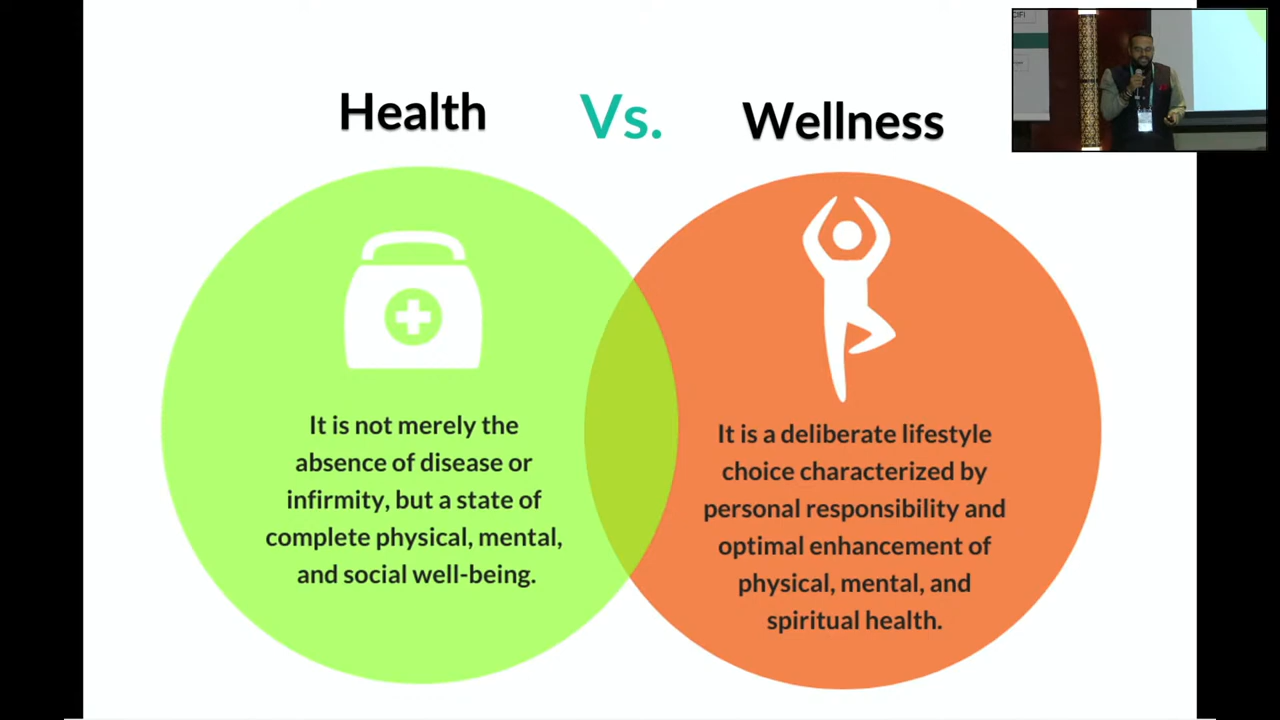 Health Vs. Wellness
It is not merely the
absence of disease or
infirmity, but a state of
complete physical, mental,
and social well-being.
It is a deliberate lifestyle
choice characterized by
personal responsibility and
optimal enhancement of
physical, mental, and
spiritual health.